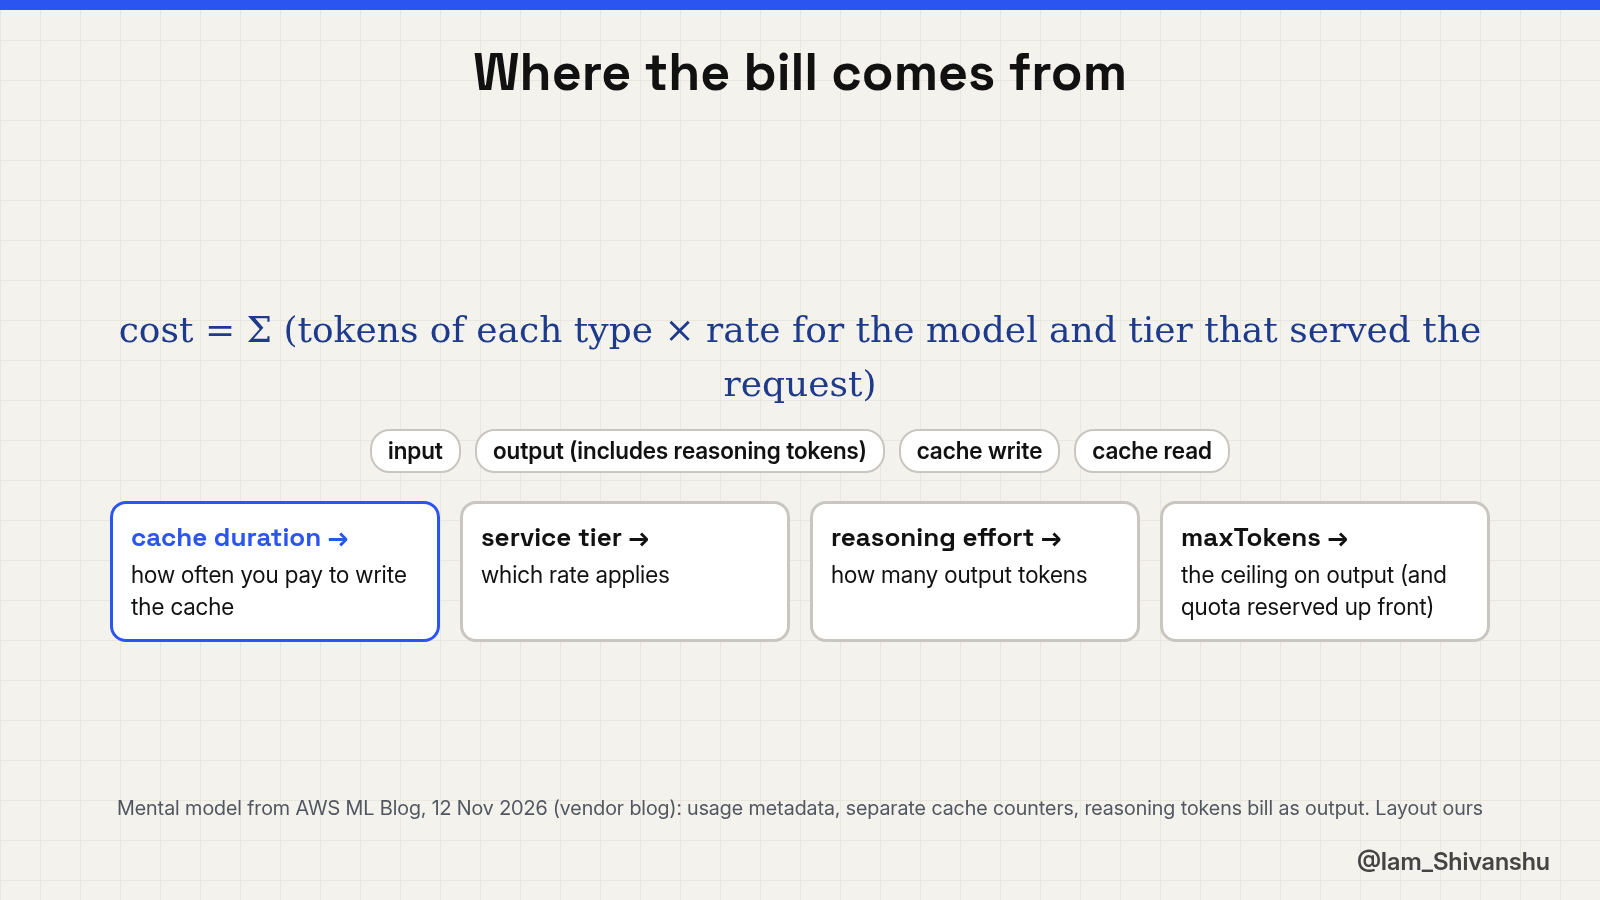 Where the bill comes from
cost = Σ (tokens of each type × rate for the model and tier that served the
request)
input
output (includes reasoning tokens)
cache write
cache read
cache duration →
how often you pay to write
the cache
service tier →
which rate applies
reasoning effort →
how many output tokens
maxTokens →
the ceiling on output (and
quota reserved up front)
Mental model from AWS ML Blog, 12 Nov 2026 (vendor blog): usage metadata, separate cache counters, reasoning tokens bill as output. Layout ours
@Iam_Shivanshu